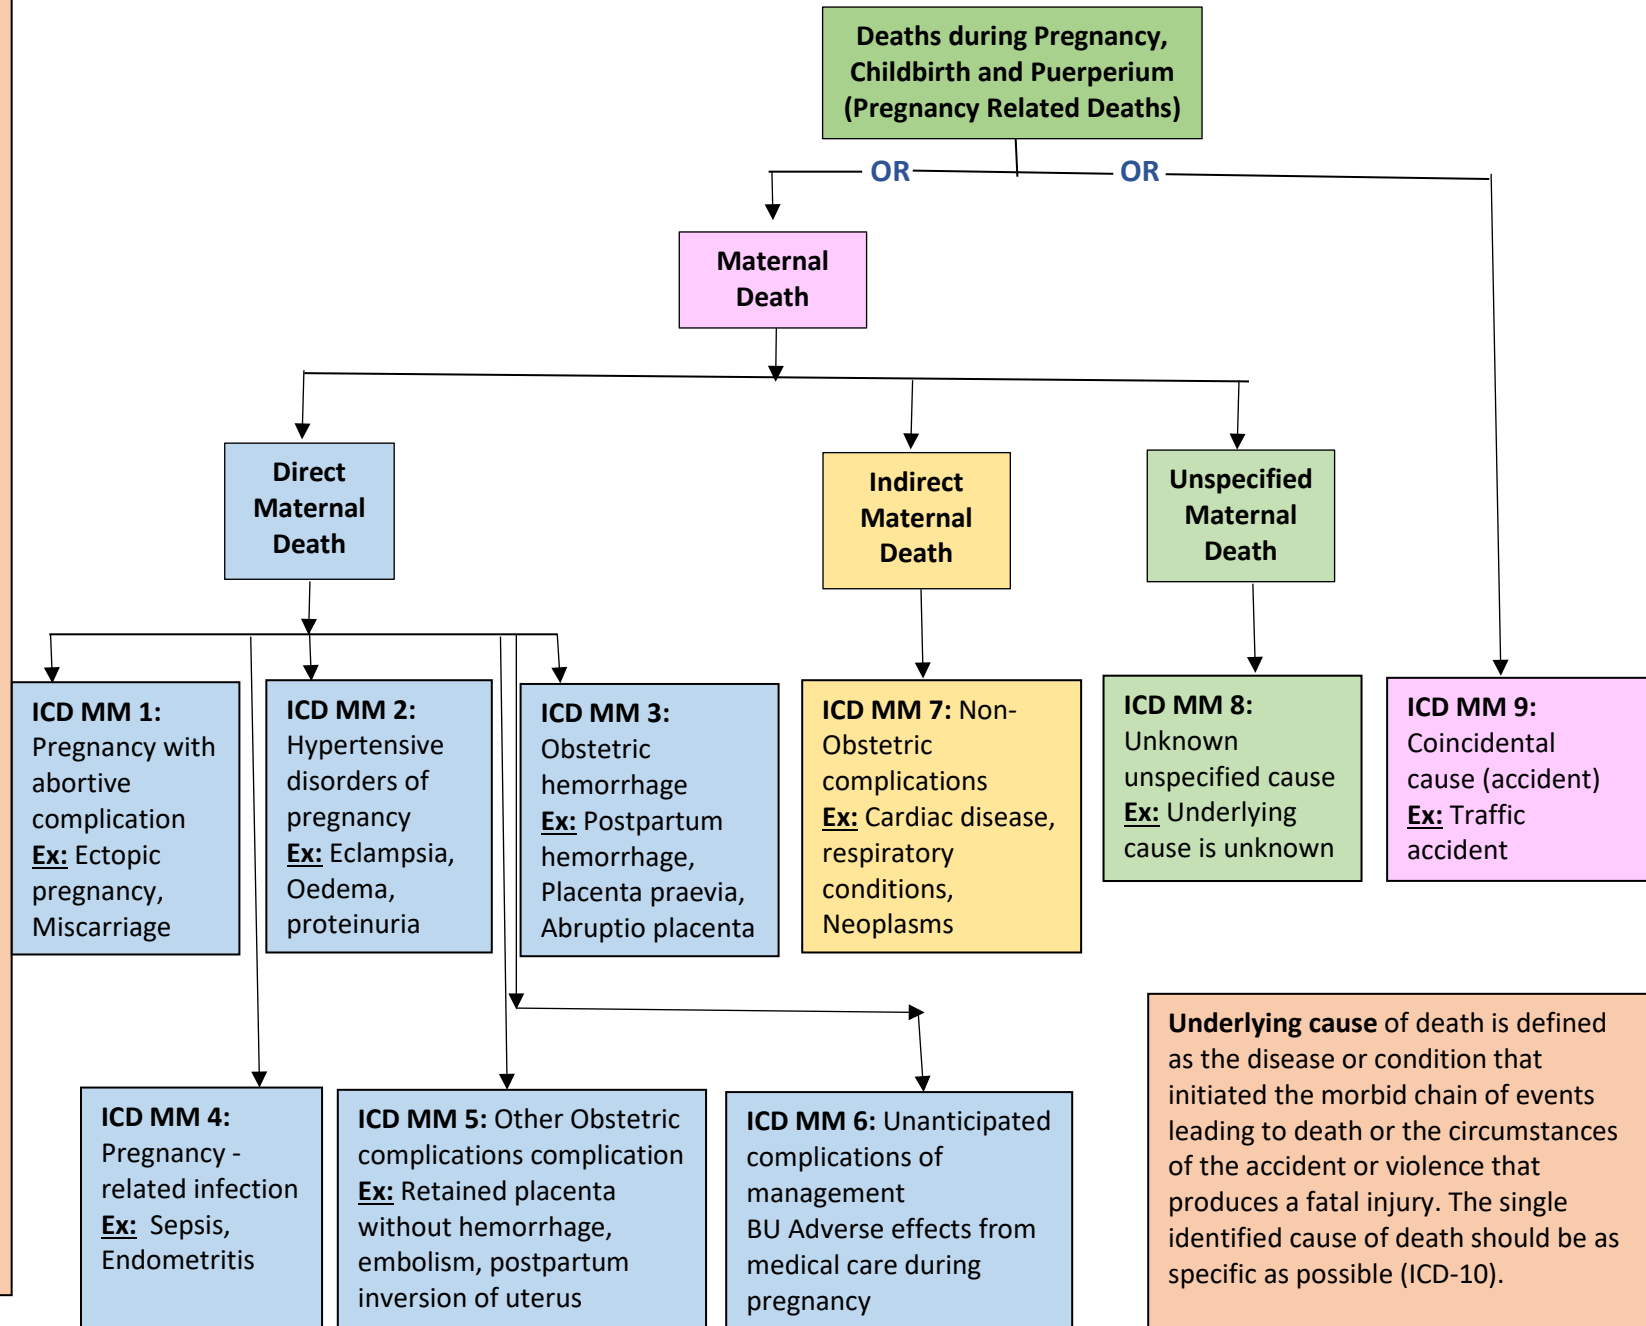 Deaths during Pregnancy,
Childbirth and Puerperium
(Pregnancy Related Deaths)
OR
OR
Maternal
Death
Direct
Maternal
Death
Indirect
Maternal
Death
Unspecified
Maternal
Death
ICD MM 1:
Pregnancy with
abortive
complication
Ex: Ectopic
pregnancy,
Miscarriage
ICD MM 2:
Hypertensive
disorders of
pregnancy
Ex: Eclampsia,
Oedema,
proteinuria
ICD MM 3:
Obstetric
hemorrhage
Ex: Postpartum
hemorrhage,
Placenta praevia,
Abruptio placenta
ICD MM 7: Non-
Obstetric
complications
Ex: Cardiac disease,
respiratory
conditions,
Neoplasms
ICD MM 8:
Unknown
unspecified cause
Ex: Underlying
cause is unknown
ICD MM 9:
Coincidental
cause (accident)
Ex: Traffic
accident
ICD MM 4:
Pregnancy -
related infection
Ex: Sepsis,
Endometritis
ICD MM 5: Other Obstetric
complications complication
Ex: Retained placenta
without hemorrhage,
embolism, postpartum
inversion of uterus
ICD MM 6: Unanticipated
complications of
management
BU Adverse effects from
medical care during
pregnancy
Underlying cause of death is defined
as the disease or condition that
initiated the morbid chain of events
leading to death or the circumstances
of the accident or violence that
produces a fatal injury. The single
identified cause of death should be as
specific as possible (ICD-10).